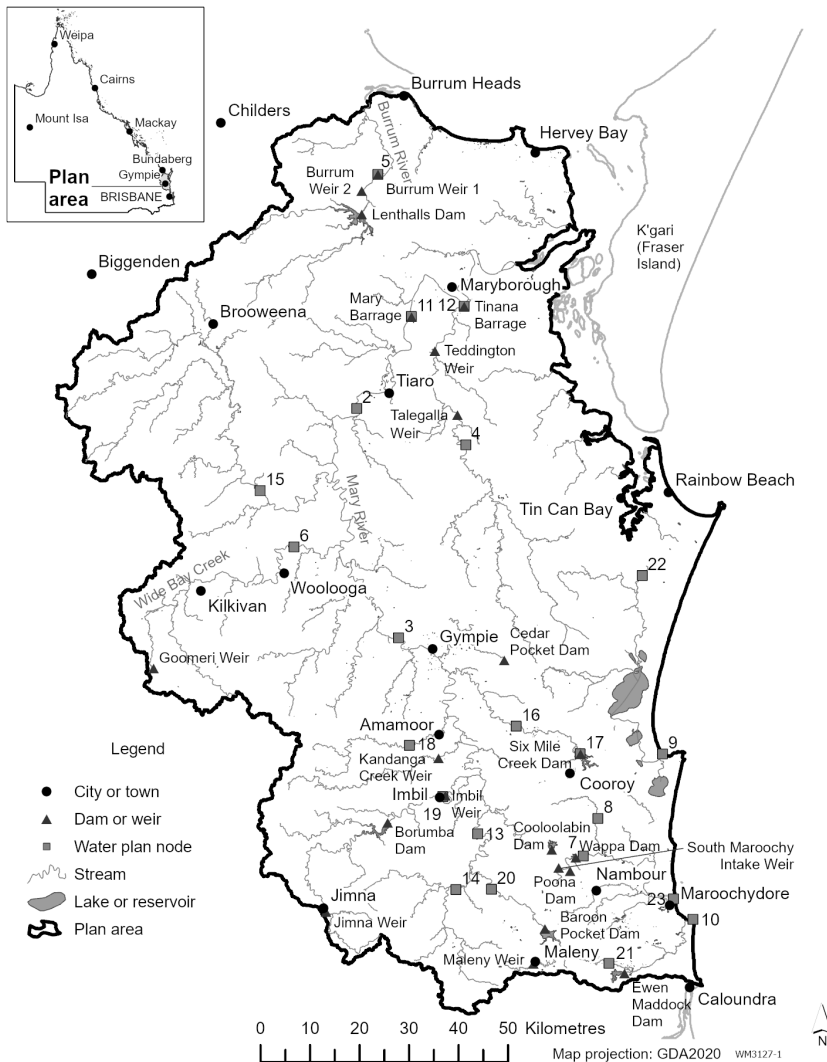 Weipa
Cairns
Mount Isa
Mackay
Bundaberg
Gympie
Plan
area
BRISBANE
Burrum Heads
Childers
Burrum River
Hervey Bay
5
Burrum
Weir 2
Burrum Weir 1
Lenthalls Dam
K'gari
(Fraser
Island)
Biggenden
Maryborough
Brooweena
Mary
Barrage
11
12
Tinana
Barrage
Teddington
Weir
Tiaro
2
Talegalla
Weir
4
15
Mary River
Rainbow Beach
Tin Can Bay
6
22
Wide Bay Creek
Woolooga
Kilkivan
3
Gympie
Cedar
Pocket Dam
Goomeri Weir
16
Amamoor
18
Six Mile
Creek Dam
17
9
Kandanga
Creek Weir
Cooroy
Imbil
Imbil
Weir
19
8
Borumba
Dam
13
Cooloolabin
Dam
7
Wappa Dam
South Maroochy
Intake Weir
Poona
Dam
Nambour
14
20
Jimna
Jimna Weir
23
Maroochydore
10
Baroon
Pocket Dam
Maleny Weir
Maleny
21
Ewen
Maddock
Dam
Caloundra
Legend
City or town
Dam or weir
Water plan node
Stream
Lake or reservoir
Plan area
0 10 20 30 40 50 Kilometres
Map projection: GDA2020 WM3127-1
N